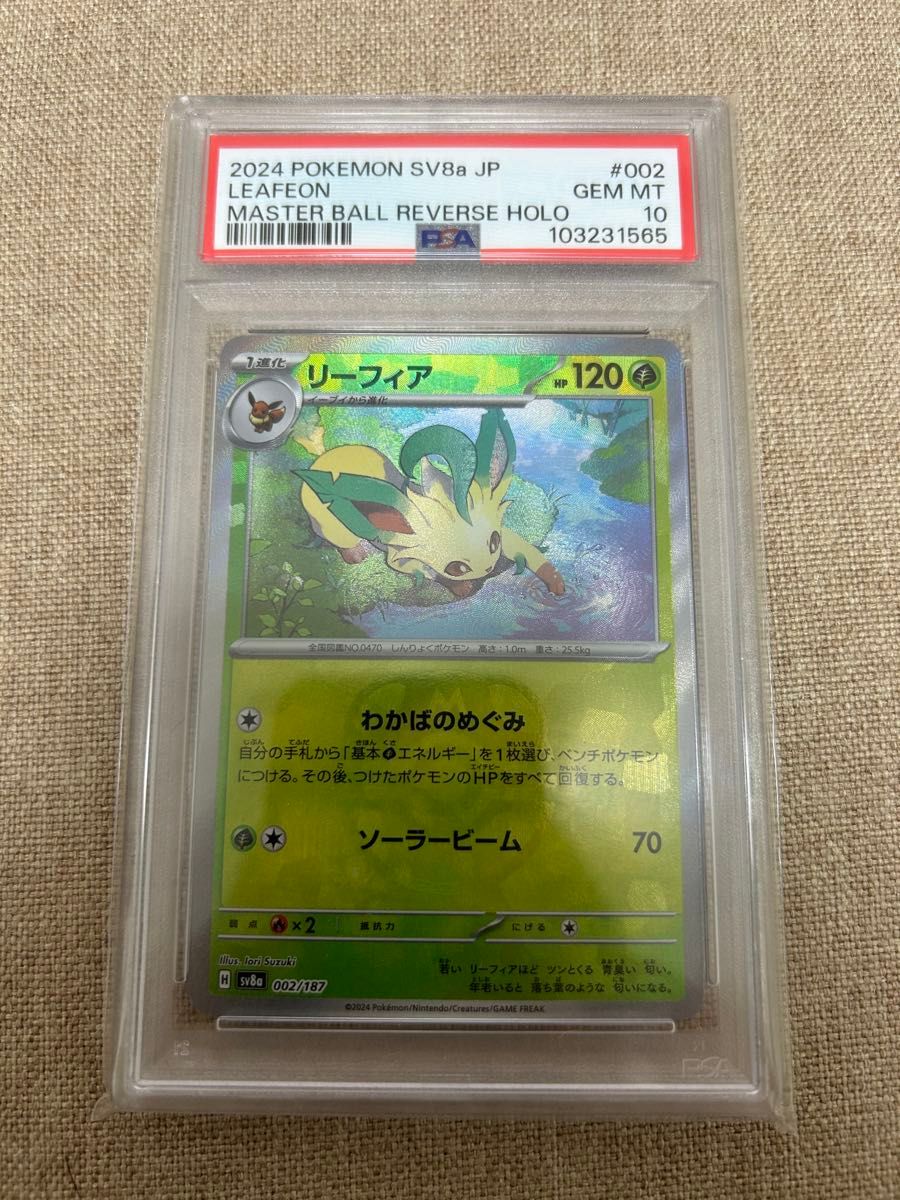 2024 POKEMON SV8a JP #002
LEAFEON GEM MT
MASTER BALL REVERSE HOLO 10
PSA 103231565
1進化 リーフィア HP 120
イーブイから進化
全国図鑑NO.0470 しんりょくポケモン 高さ:1.0m 重さ:25.5kg
わかばのめぐみ
自分の手札から「基本エネルギー」を1枚選び、ベンチポケモン
につける。その後、つけたポケモンのHPをすべて回復する。
ソーラービーム 70
弱点 ×2 抵抗力 にげる
Illus. Iori Suzuki
若い リーフィアほど ツンとくる 青臭い 匂い。
年老いると 落ち葉のような 匂いになる。
H sv8a 002/187
©2024 Pokémon/Nintendo/Creatures/GAME FREAK
PSA